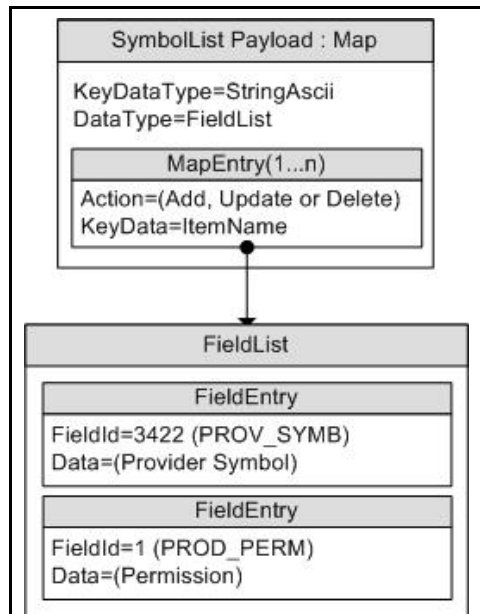 SymbolList Payload : Map
KeyDataType=StringAscii
DataType=FieldList
MapEntry(1...n)
Action=(Add, Update or Delete)
KeyData=ItemName
FieldList
FieldEntry
FieldId=3422 (PROV_SYMB)
Data=(Provider Symbol)
FieldEntry
FieldId=1 (PROD_PERM)
Data=(Permission)